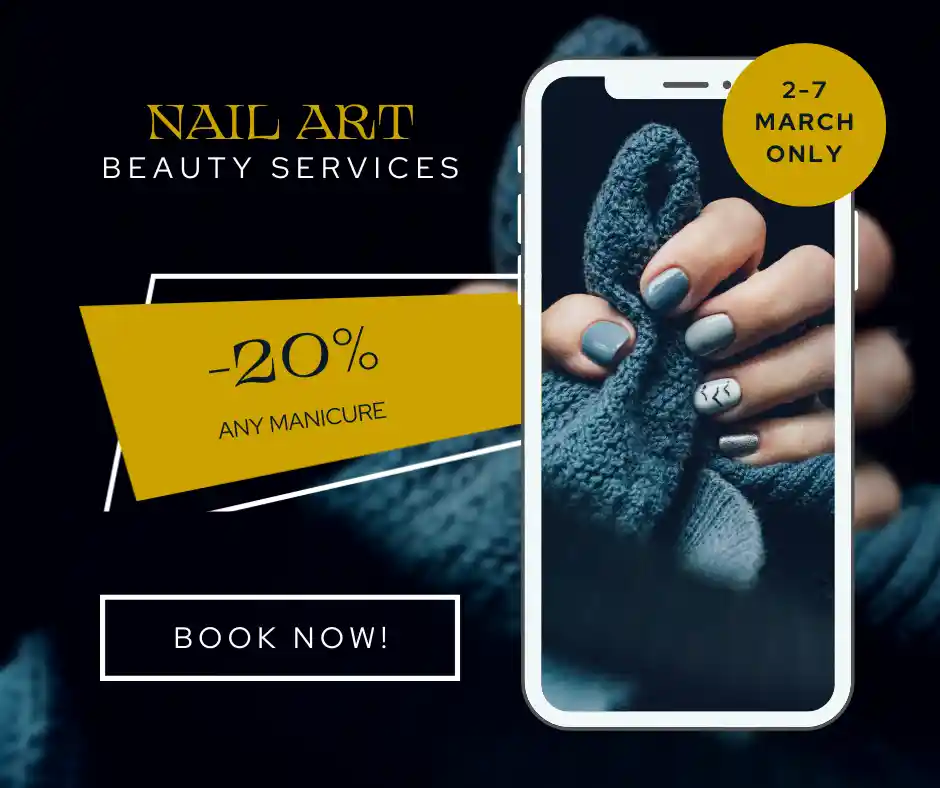 NAIL ART
BEAUTY SERVICES
2-7
MARCH
ONLY
-20%
ANY MANICURE
BOOK NOW!